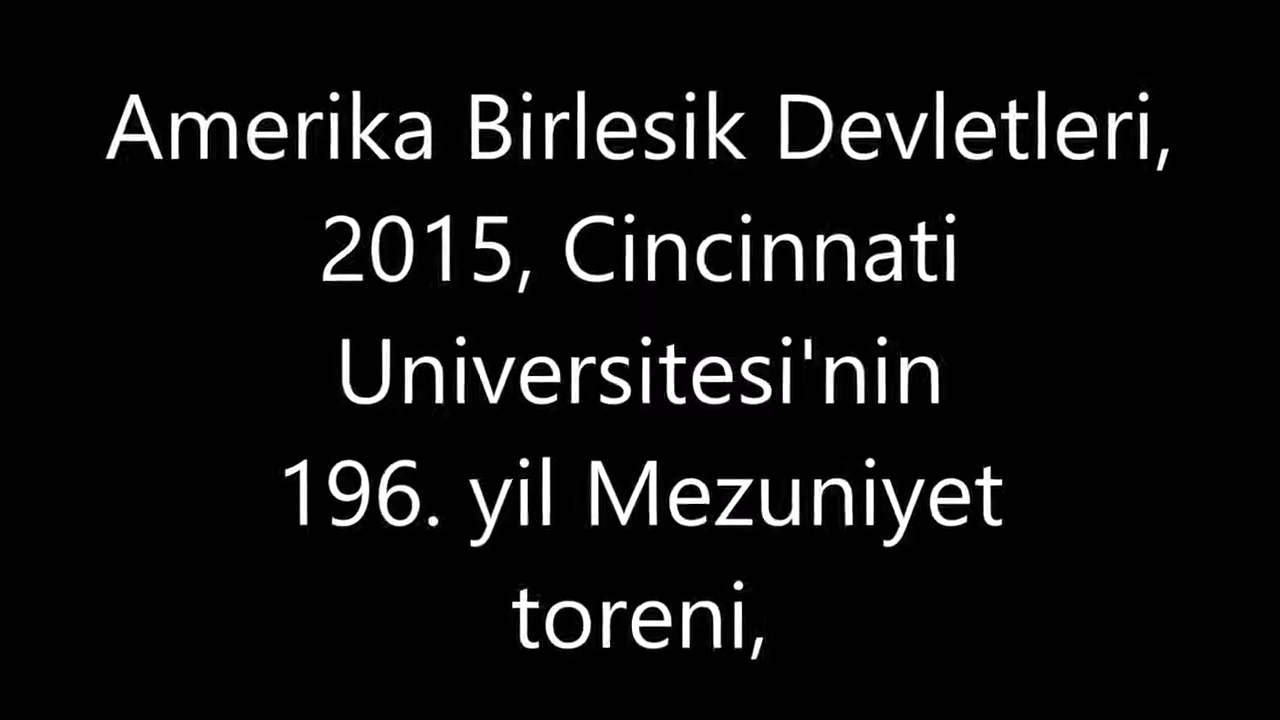 Amerika Birlesik Devletleri,
2015, Cincinnati
Universitesi'nin
196. yil Mezuniyet
toreni,